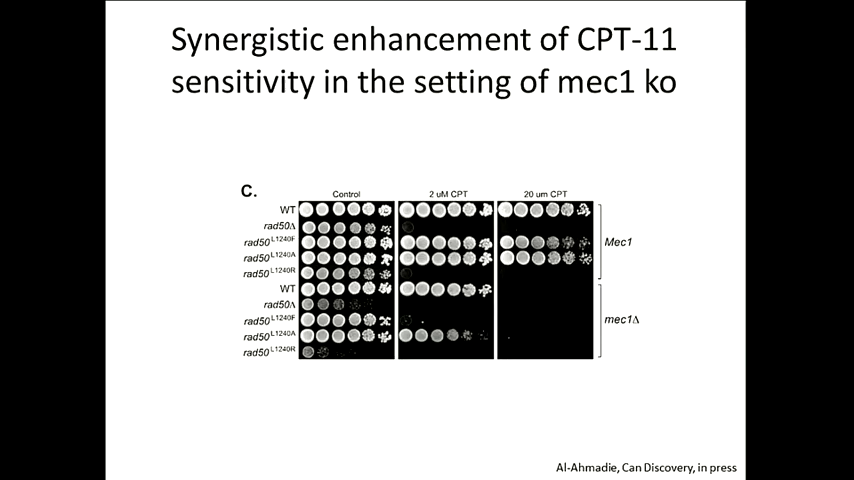 Synergistic enhancement of CPT-11
sensitivity in the setting of mec1 ko
C.
Control 2 uM CPT 20 um CPT
WT
rad50Δ
rad50L1240F
rad50L1240A
rad50L1240R
Mec1
WT
rad50Δ
rad50L1240F
rad50L1240A
rad50L1240R
mec1Δ
Al-Ahmadie, Can Discovery, in press